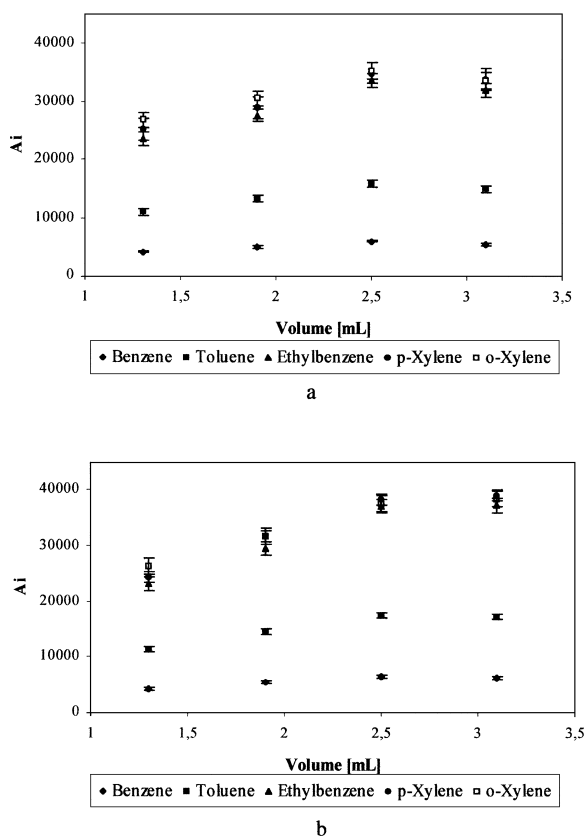 40000
30000
Ai
20000
10000
0
1 1,5 2 2,5 3 3,5
Volume [mL]
Benzene Toluene Ethylbenzene p-Xylene o-Xylene
a
40000
30000
Ai
20000
10000
0
1 1,5 2 2,5 3 3,5
Volume [mL]
Benzene Toluene Ethylbenzene p-Xylene o-Xylene
b